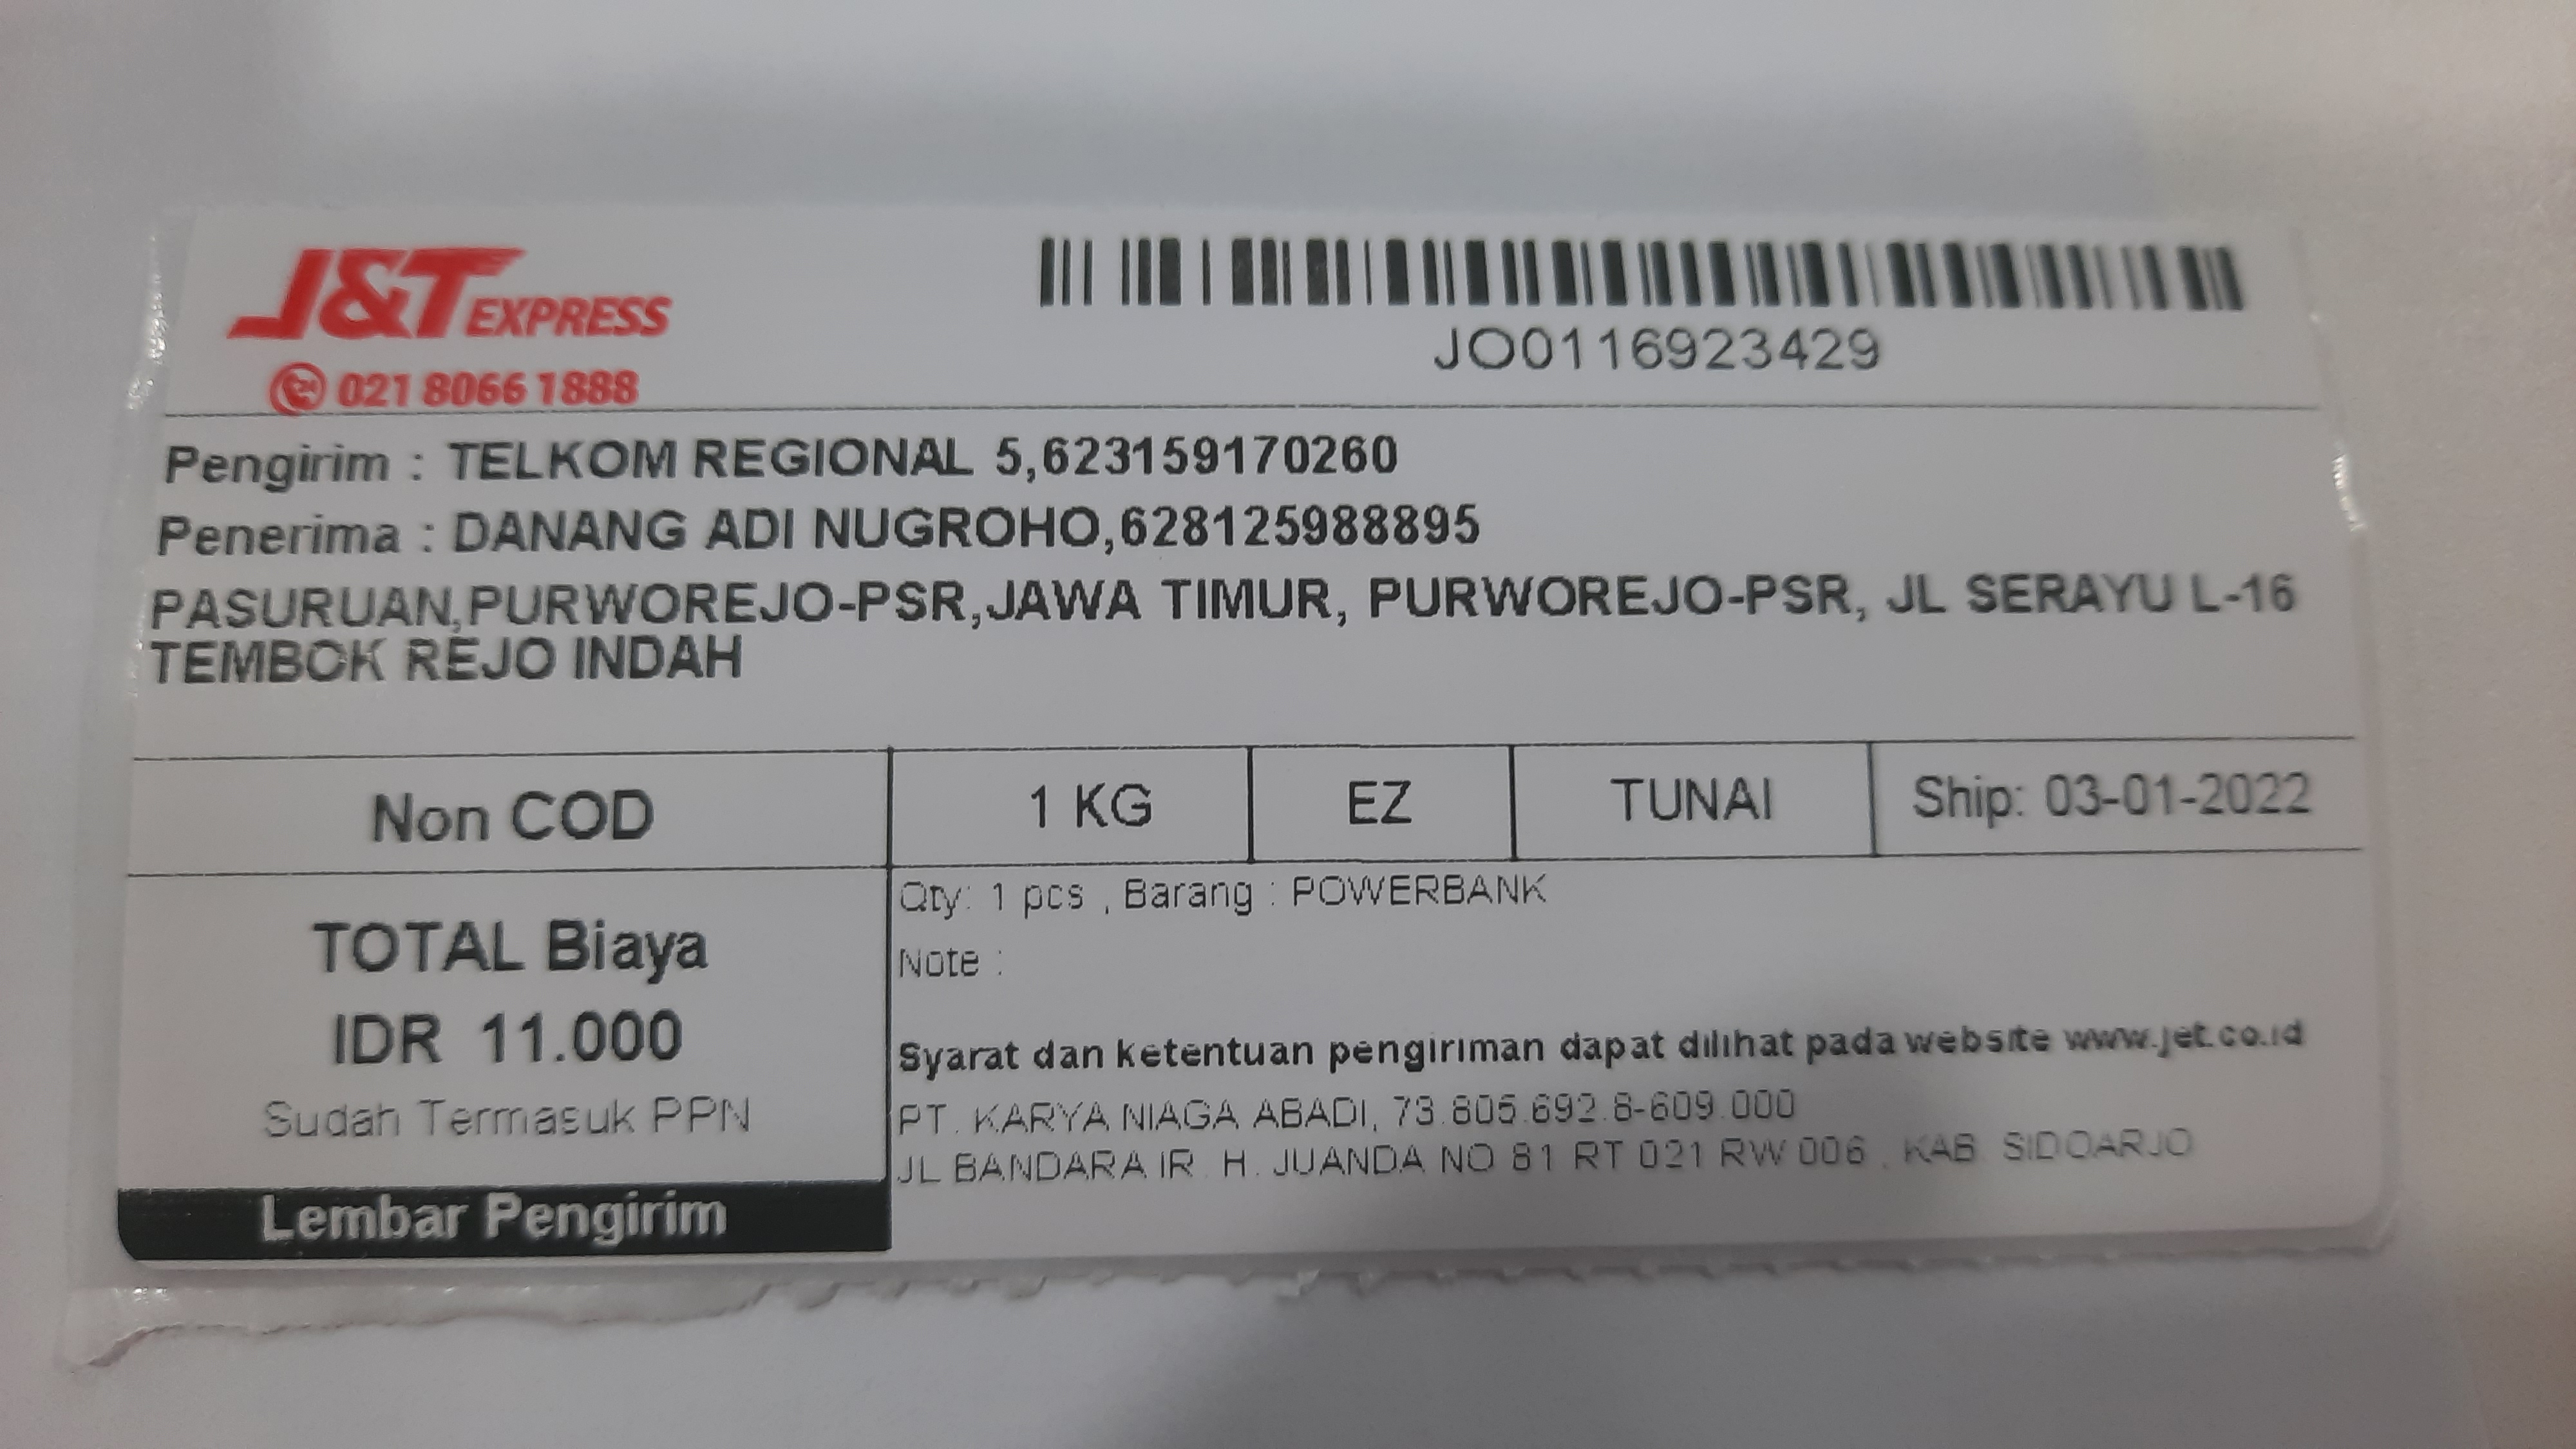 J&T EXPRESS
021 8066 1888
JO0116923429
Pengirim : TELKOM REGIONAL 5,623159170260
Penerima : DANANG ADI NUGROHO,628125988895
PASURUAN,PURWOREJO-PSR,JAWA TIMUR, PURWOREJO-PSR, JL SERAYU L-16
TEMBOK REJO INDAH
Non COD
1 KG
EZ
TUNAI
Ship: 03-01-2022
TOTAL Biaya
IDR 11.000
Sudah Termasuk PPN
Lembar Pengirim
Qty: 1 pcs , Barang : POWERBANK
Note :
Syarat dan ketentuan pengiriman dapat dilihat pada website www.jet.co.id
PT. KARYA NIAGA ABADI, 73.805.692.8-609.000
JL BANDARA IR. H. JUANDA NO 81 RT 021 RW 006 , KAB SIDOARJO